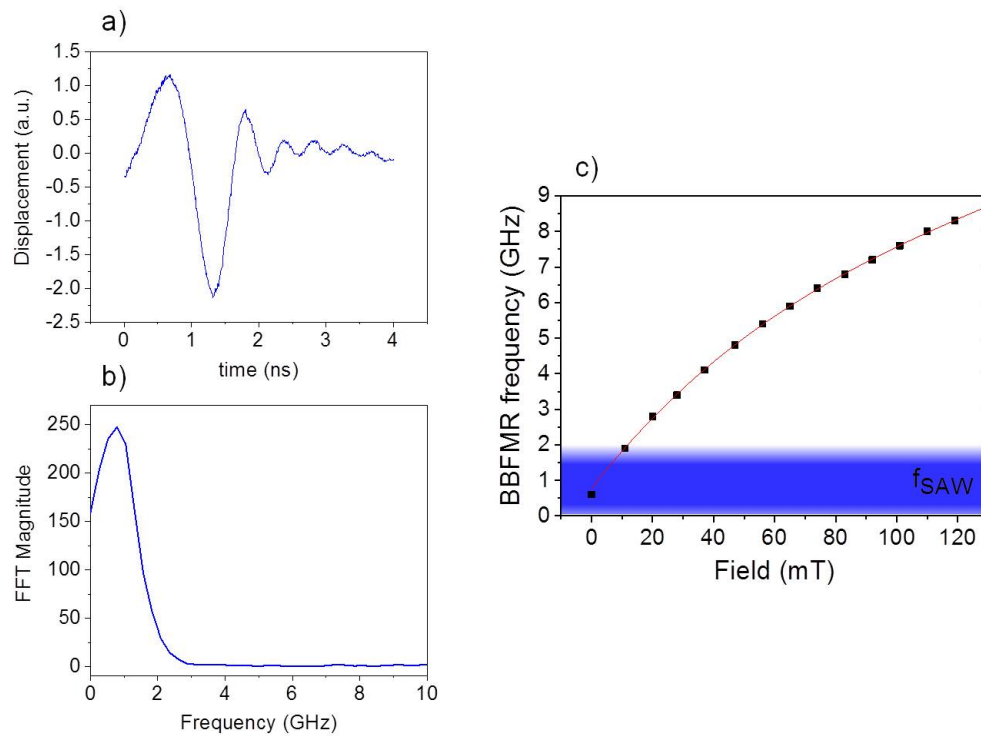 a)
1.5
1.0
0.5
0.0
-0.5
-1.0
-1.5
-2.0
-2.5
Displacement (a.u.)
0 1 2 3 4
time (ns)
b)
250
200
150
100
50
0
FFT Magnitude
0 2 4 6 8 10
Frequency (GHz)
c)
9
8
7
6
5
4
3
2
1
0
BBFMR frequency (GHz)
fSAW
0 20 40 60 80 100 120
Field (mT)